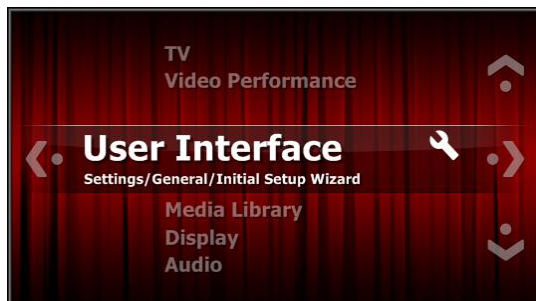 TV
Video Performance
User Interface
Settings/General/Initial Setup Wizard
Media Library
Display
Audio